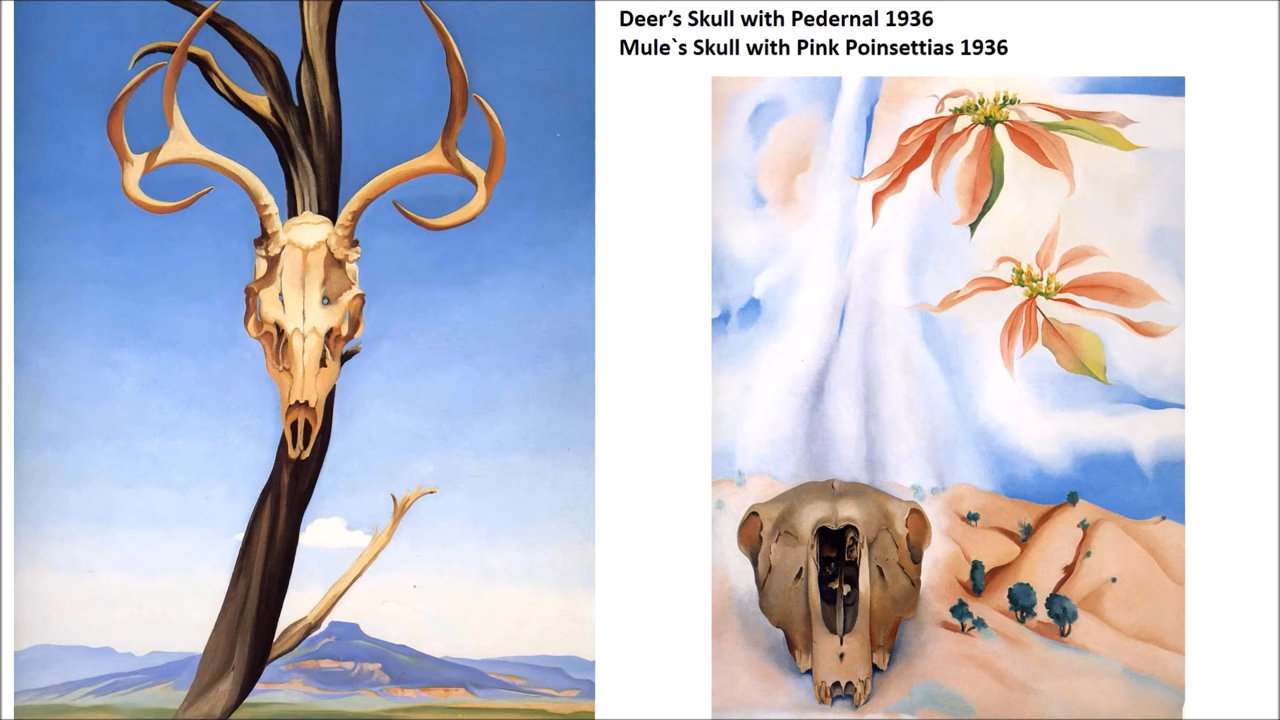 Deer’s Skull with Pedernal 1936
Mule`s Skull with Pink Poinsettias 1936